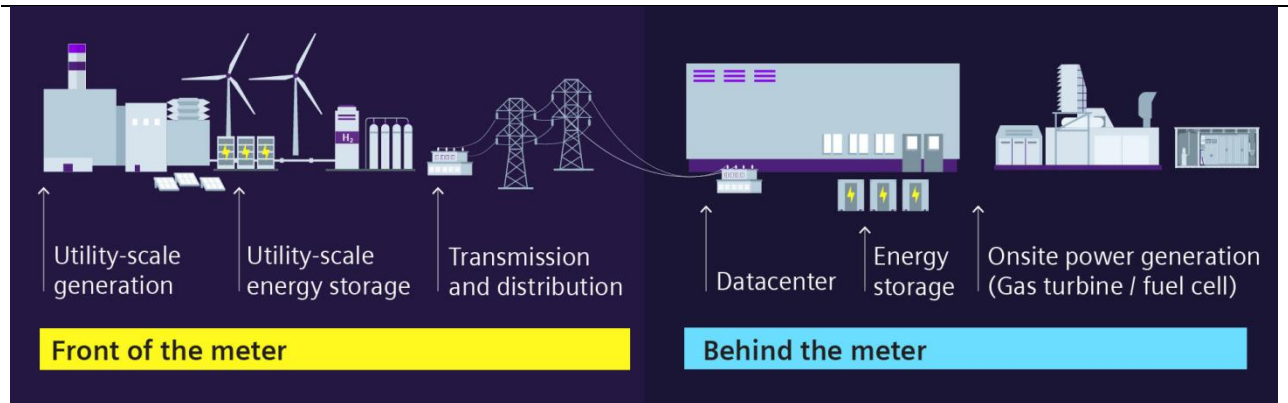 H₂
Utility-scale
generation
Utility-scale
energy storage
Transmission
and distribution
Datacenter
Energy
storage
Onsite power generation
(Gas turbine / fuel cell)
Front of the meter
Behind the meter